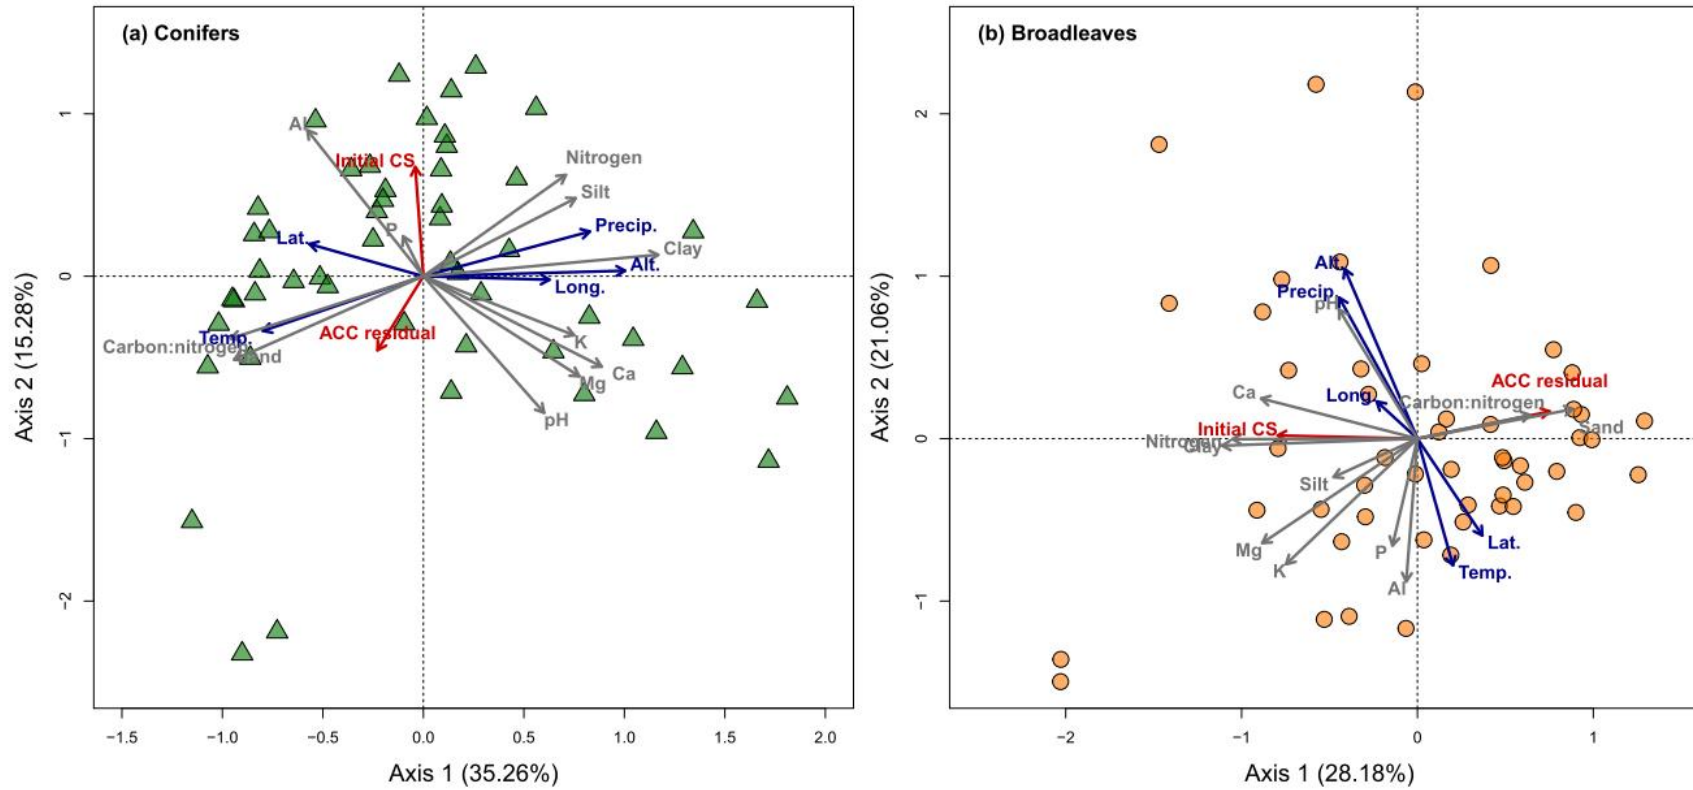 (a) Conifers
Al
Initial CS
Nitrogen
Silt
P
Precip.
Lat.
Clay
Alt.
Long.
Temp.
ACC residual
Carbon:nitrogen
Sand
K
Ca
Mg
pH
1
0
−1
−2
Axis 2 (15.28%)
−1.5
−1.0
−0.5
0.0
0.5
1.0
1.5
2.0
Axis 1 (35.26%)
(b) Broadleaves
Alt.
Precip.
pH
Ca
Long.
ACC residual
Carbon:nitrogen
Initial CS
Sand
Nitrogen
Clay
Silt
Mg
K
P
Al
Lat.
Temp.
2
1
0
−1
Axis 2 (21.06%)
−2
−1
0
1
Axis 1 (28.18%)